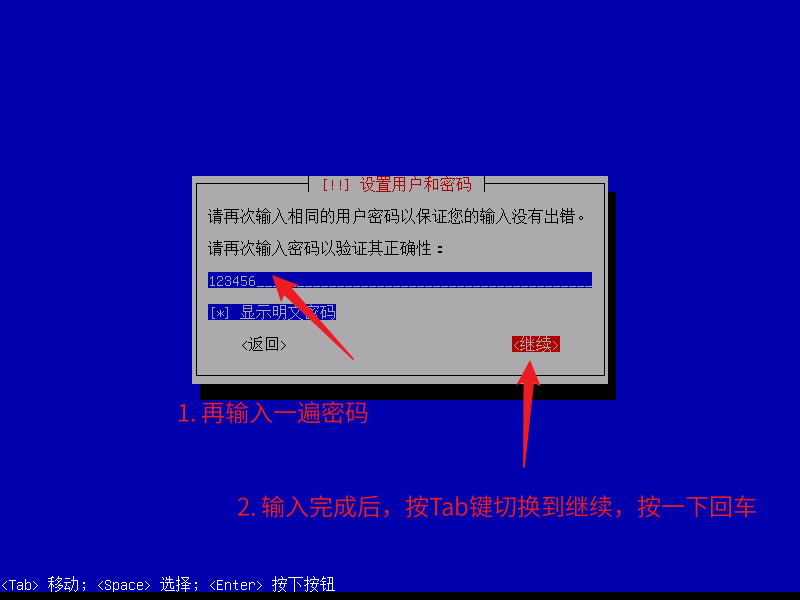 [!!] 设置用户和密码
请再次输入相同的用户密码以保证您的输入没有出错。
请再次输入密码以验证其正确性：
123456
[*] 显示明文密码
<返回> <继续>
1. 再输入一遍密码
2. 输入完成后，按Tab键切换到继续，按一下回车
<Tab> 移动；<Space> 选择；<Enter> 按下按钮